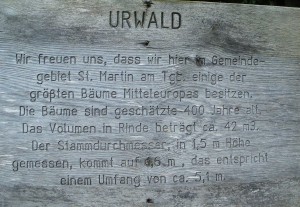 URWALD
Wir freuen uns, dass wir hier im Gemeinde-
gebiet St. Martin am Tgb. einige der
größten Bäume Mitteleuropas besitzen.
Die Bäume sind geschätzte 400 Jahre alt.
Das Volumen in Rinde beträgt ca. 42 m3.
Der Stammdurchmesser, in 1,5 m Höhe
gemessen, kommt auf m , das entspricht
einem Umfang von ca. 5,1 m.